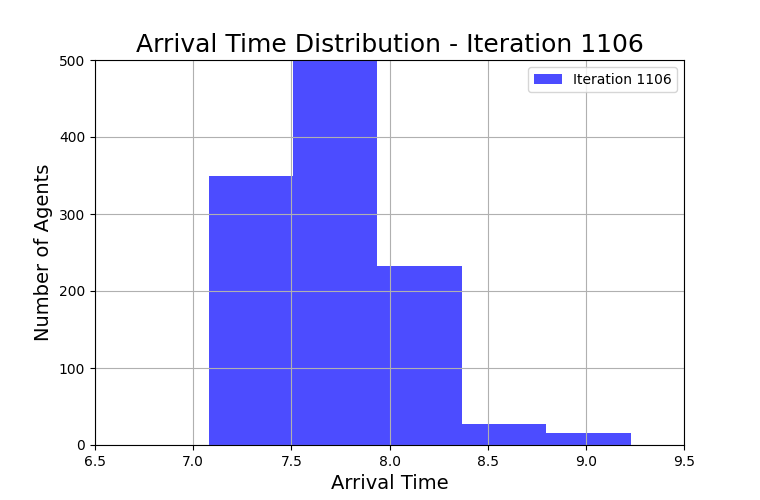 Arrival Time Distribution - Iteration 1106
500
400
300
200
100
0
Number of Agents
Iteration 1106
6.5 7.0 7.5 8.0 8.5 9.0 9.5
Arrival Time